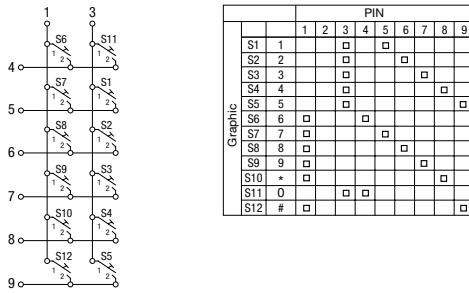 1 3
S6 S11
1 2 1 2
4
S7 S1
1 2 1 2
5
S8 S2
1 2 1 2
6
S9 S3
1 2 1 2
7
S10 S4
1 2 1 2
8
S12 S5
1 2 1 2
9
PIN
1 2 3 4 5 6 7 8 9
Graphic
S1 1
S2 2
S3 3
S4 4
S5 5
S6 6
S7 7
S8 8
S9 9
S10 *
S11 0
S12 #